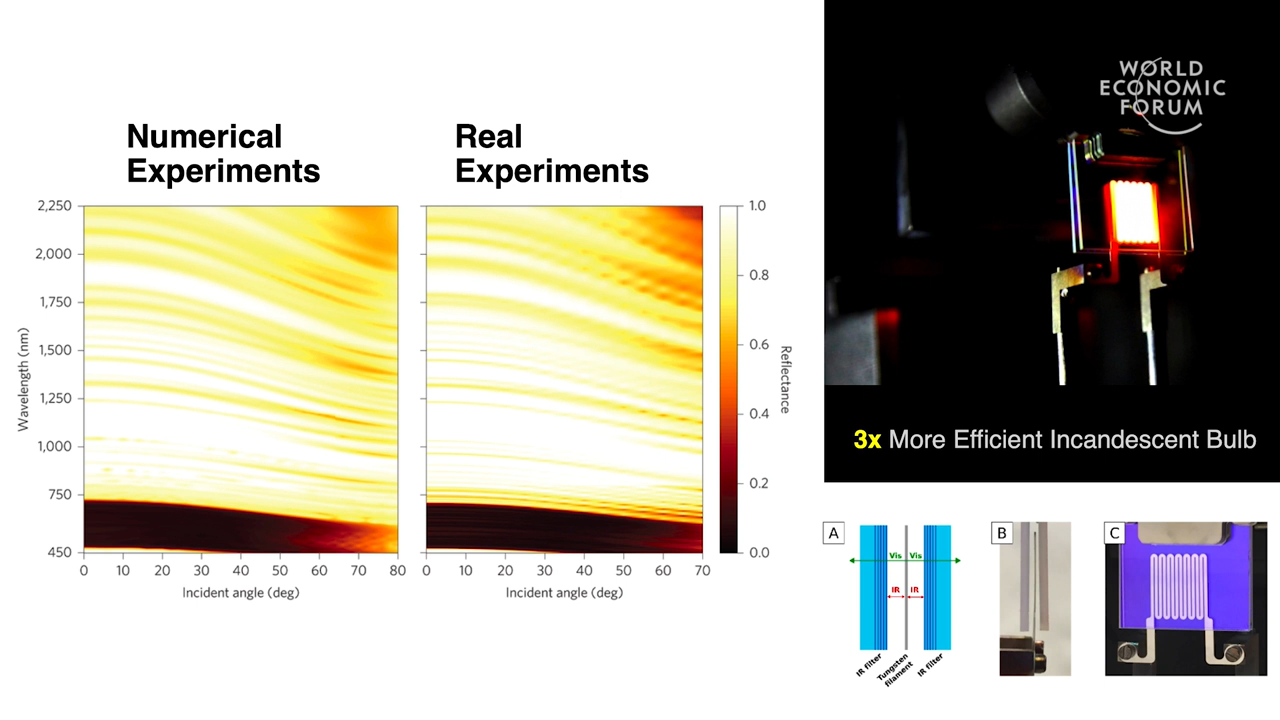 Numerical
Experiments
Real
Experiments
2,250
2,000
1,750
1,500
1,250
1,000
750
450
Wavelength (nm)
0 10 20 30 40 50 60 70 80
Incident angle (deg)
0 10 20 30 40 50 60 70
Incident angle (deg)
1.0
0.8
0.6
0.4
0.2
0.0
Reflectance
WORLD
ECONOMIC
FORUM
3x More Efficient Incandescent Bulb
A
Vis Vis
IR IR
IR filter
Tungsten
filament
IR filter
B
C